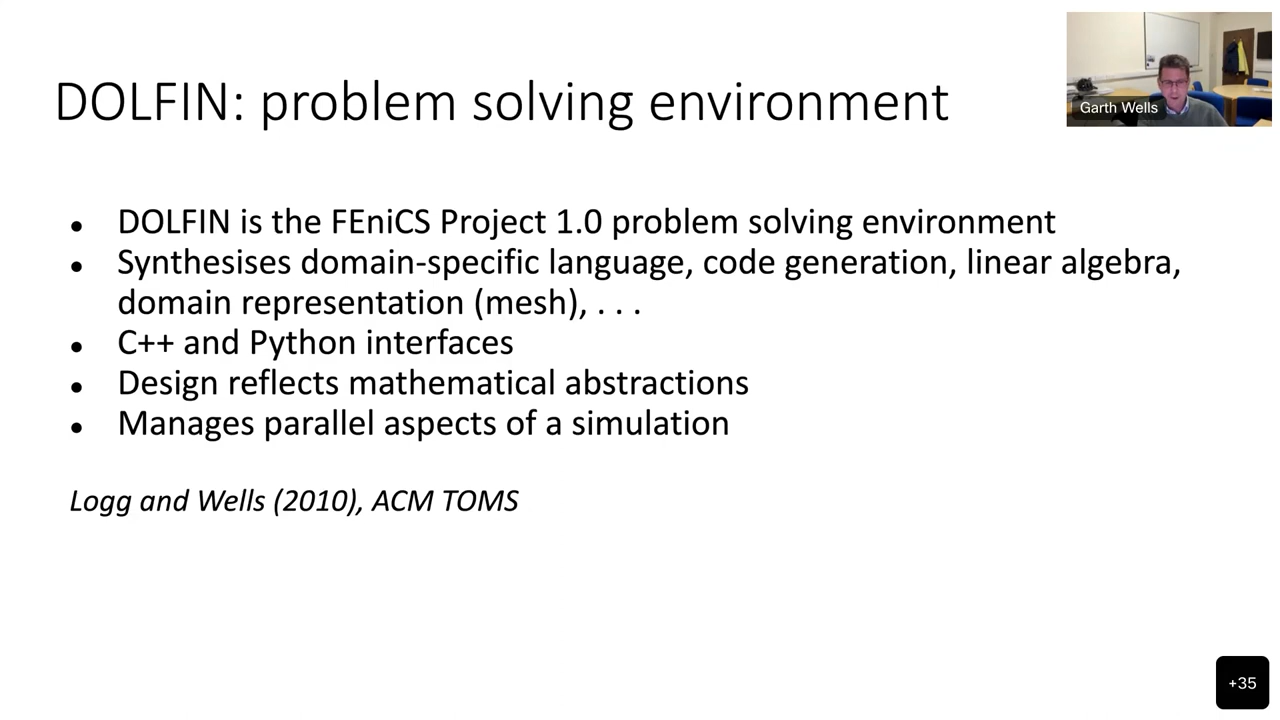 DOLFIN: problem solving environment
Garth Wells
• DOLFIN is the FEniCS Project 1.0 problem solving environment
• Synthesises domain-specific language, code generation, linear algebra,
domain representation (mesh), . . .
• C++ and Python interfaces
• Design reflects mathematical abstractions
• Manages parallel aspects of a simulation
Logg and Wells (2010), ACM TOMS
+35